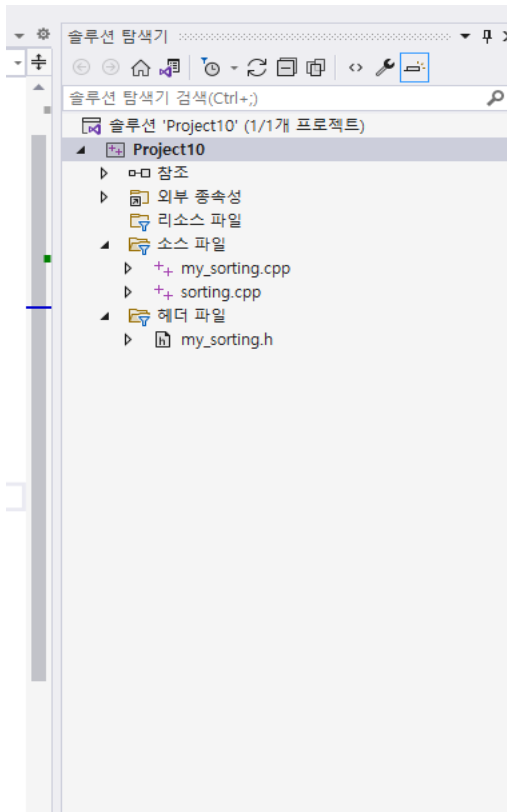 솔루션 탐색기
솔루션 탐색기 검색(Ctrl+;)
솔루션 'Project10' (1/1개 프로젝트)
Project10
참조
외부 종속성
리소스 파일
소스 파일
my_sorting.cpp
sorting.cpp
헤더 파일
my_sorting.h